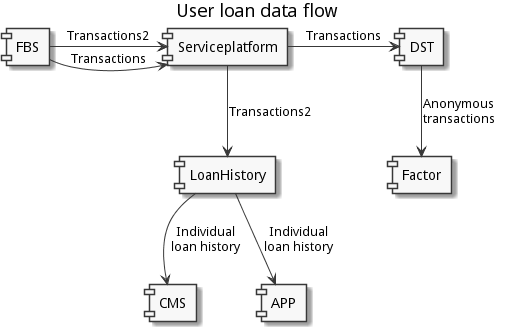 User loan data flow
Transactions2
Transactions
FBS
Serviceplatform
DST
Transactions
Transactions2
Anonymous
transactions
LoanHistory
Factor
Individual
loan history
Individual
loan history
CMS
APP